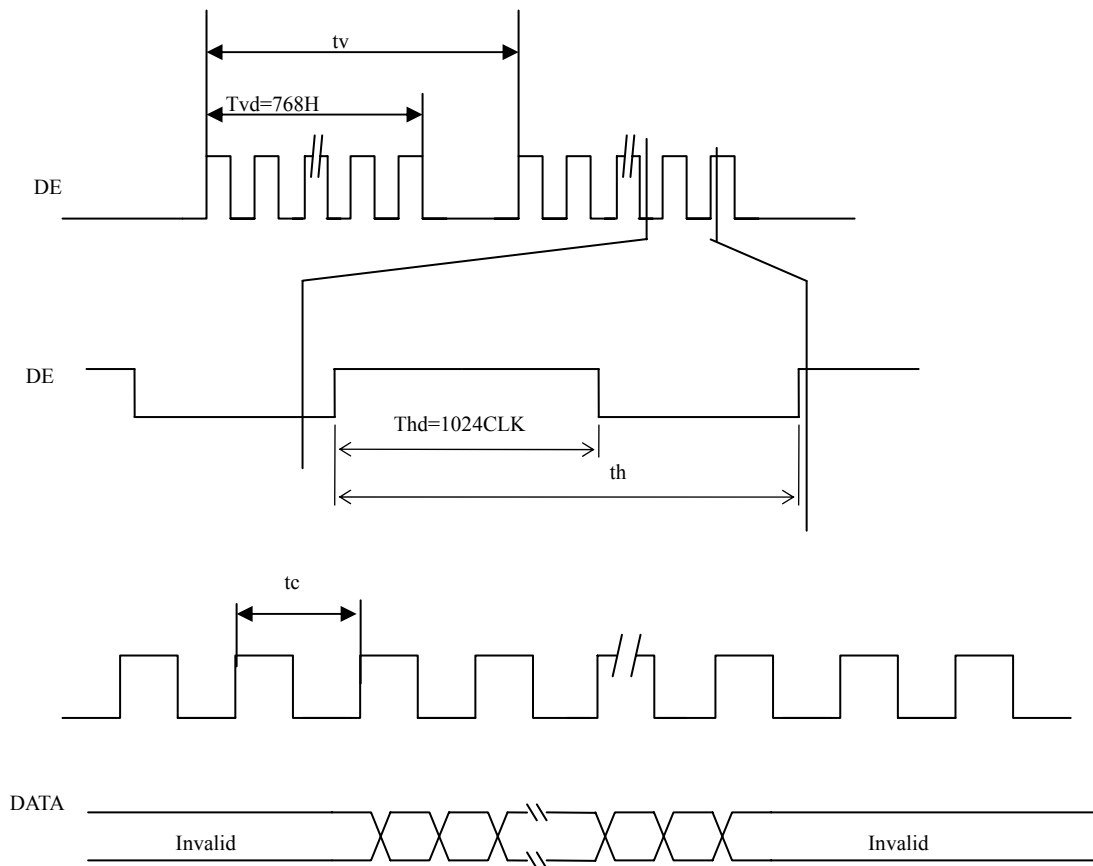 tv
Tvd=768H
DE
DE
Thd=1024CLK
th
tc
DATA
Invalid
Invalid